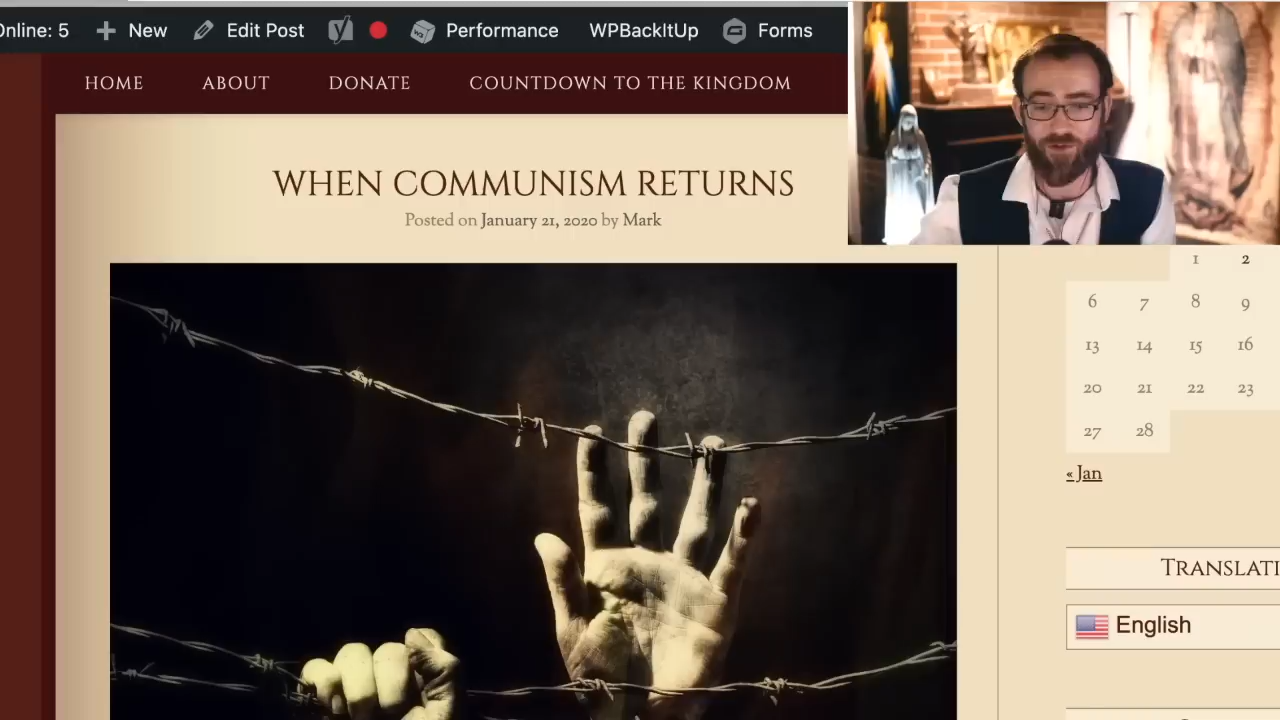 Online: 5 New Edit Post Performance WPBackItUp Forms
HOME ABOUT DONATE COUNTDOWN TO THE KINGDOM
WHEN COMMUNISM RETURNS
Posted on January 21, 2020 by Mark
1 2
6 7 8 9
13 14 15 16
20 21 22 23
27 28
« Jan
TRANSLATI
English